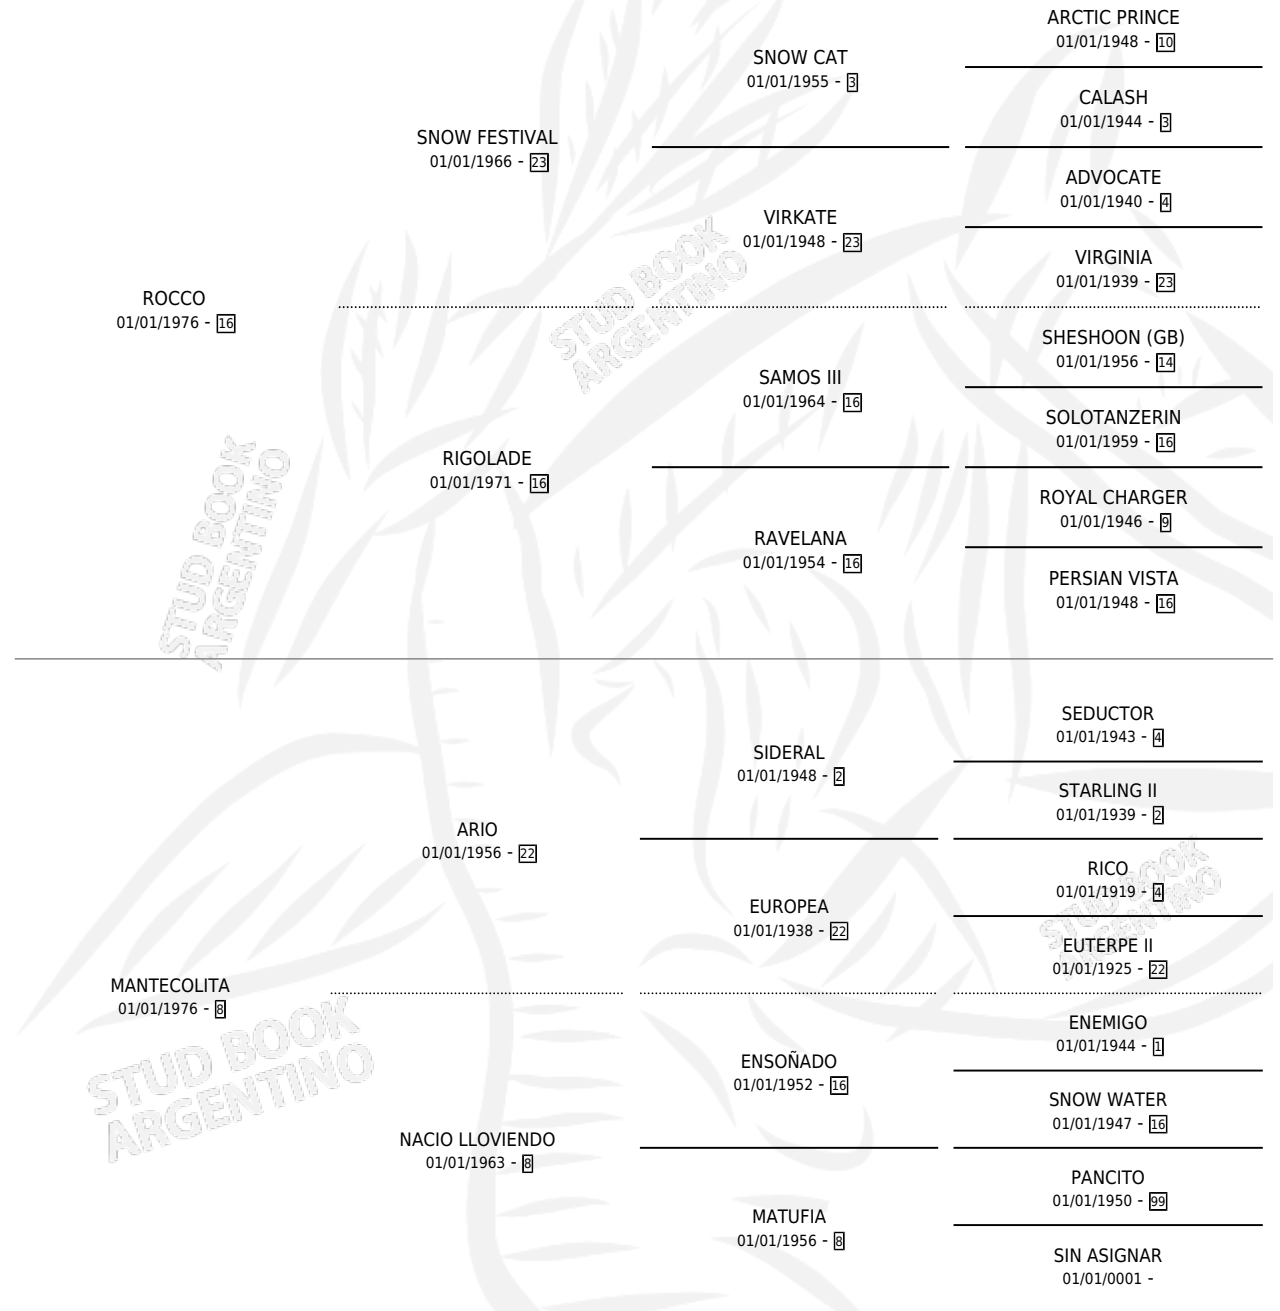 ARCTIC PRINCE
01/01/1948 - 10
SNOW CAT
01/01/1955 - 3
CALASH
01/01/1944 - 3
SNOW FESTIVAL
01/01/1966 - 23
ADVOCATE
01/01/1940 - 4
VIRKATE
01/01/1948 - 23
VIRGINIA
01/01/1939 - 23
ROCCO
01/01/1976 - 16
STUD BOOK
ARGENTINO
SHESHOON (GB)
01/01/1956 - 14
SAMOS III
01/01/1964 - 16
SOLOTANZERIN
01/01/1959 - 16
RIGOLADE
01/01/1971 - 16
ROYAL CHARGER
01/01/1946 - 9
RAVELANA
01/01/1954 - 16
PERSIAN VISTA
01/01/1948 - 16
STUD BOOK
ARGENTINO
SEDUCTOR
01/01/1943 - 4
SIDERAL
01/01/1948 - 2
STARLING II
01/01/1939 - 2
ARIO
01/01/1956 - 22
RICO
01/01/1919 - 4
EUROPEA
01/01/1938 - 22
EUTERPE II
01/01/1925 - 22
STUD BOOK
ARGENTINO
MANTECOLITA
01/01/1976 - 8
STUD BOOK
ARGENTINO
ENEMIGO
01/01/1944 - 1
ENSOÑADO
01/01/1952 - 16
SNOW WATER
01/01/1947 - 16
NACIO LLOVIENDO
01/01/1963 - 8
PANCITO
01/01/1950 - 99
MATUFIA
01/01/1956 - 8
SIN ASIGNAR
01/01/0001 -